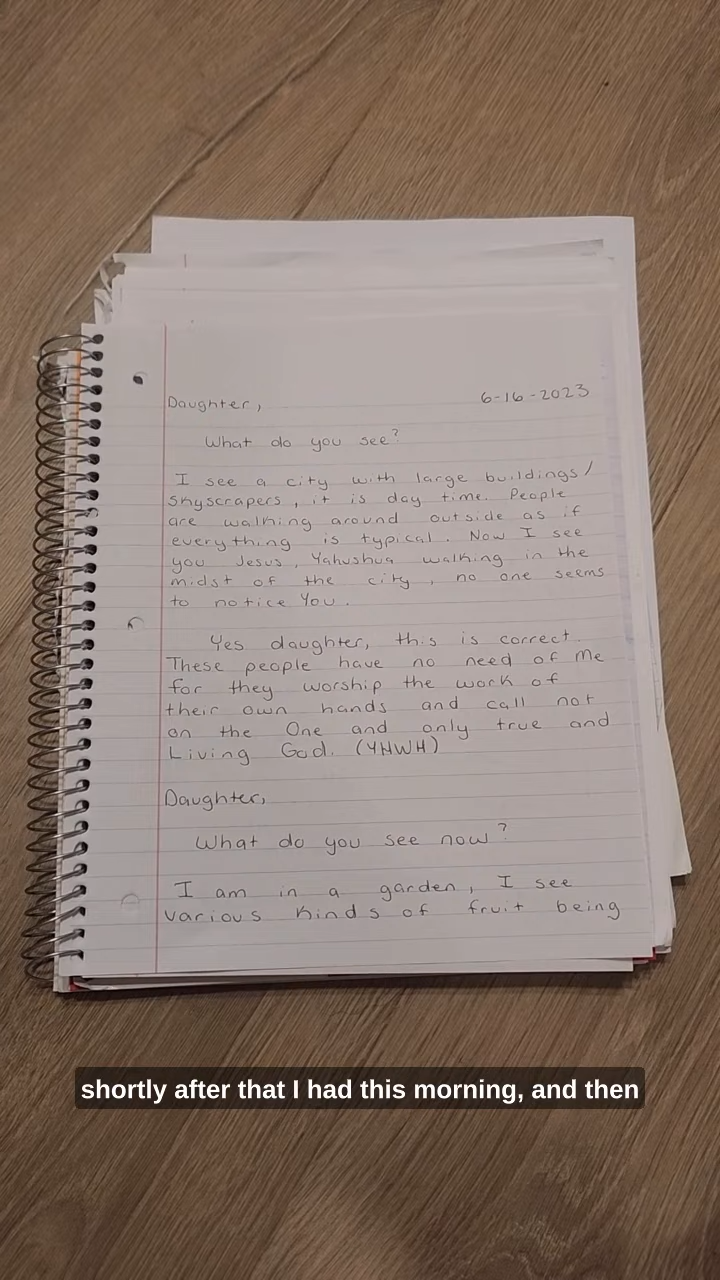 6-16-2023
Daughter,
What do you see?
I see a city with large buildings/
skyscrapers, it is day time. People
are walking around outside as if
everything is typical. Now I see
you Jesus, Yahushua walking in the
midst of the city, no one seems
to notice You.
Yes daughter, this is correct.
These people have no need of Me
for they worship the work of
their own hands and call not
on the One and only true and
Living God. (YHWH)
Daughter,
What do you see now?
I am in a garden, I see
various kinds of fruit being
shortly after that I had this morning, and then